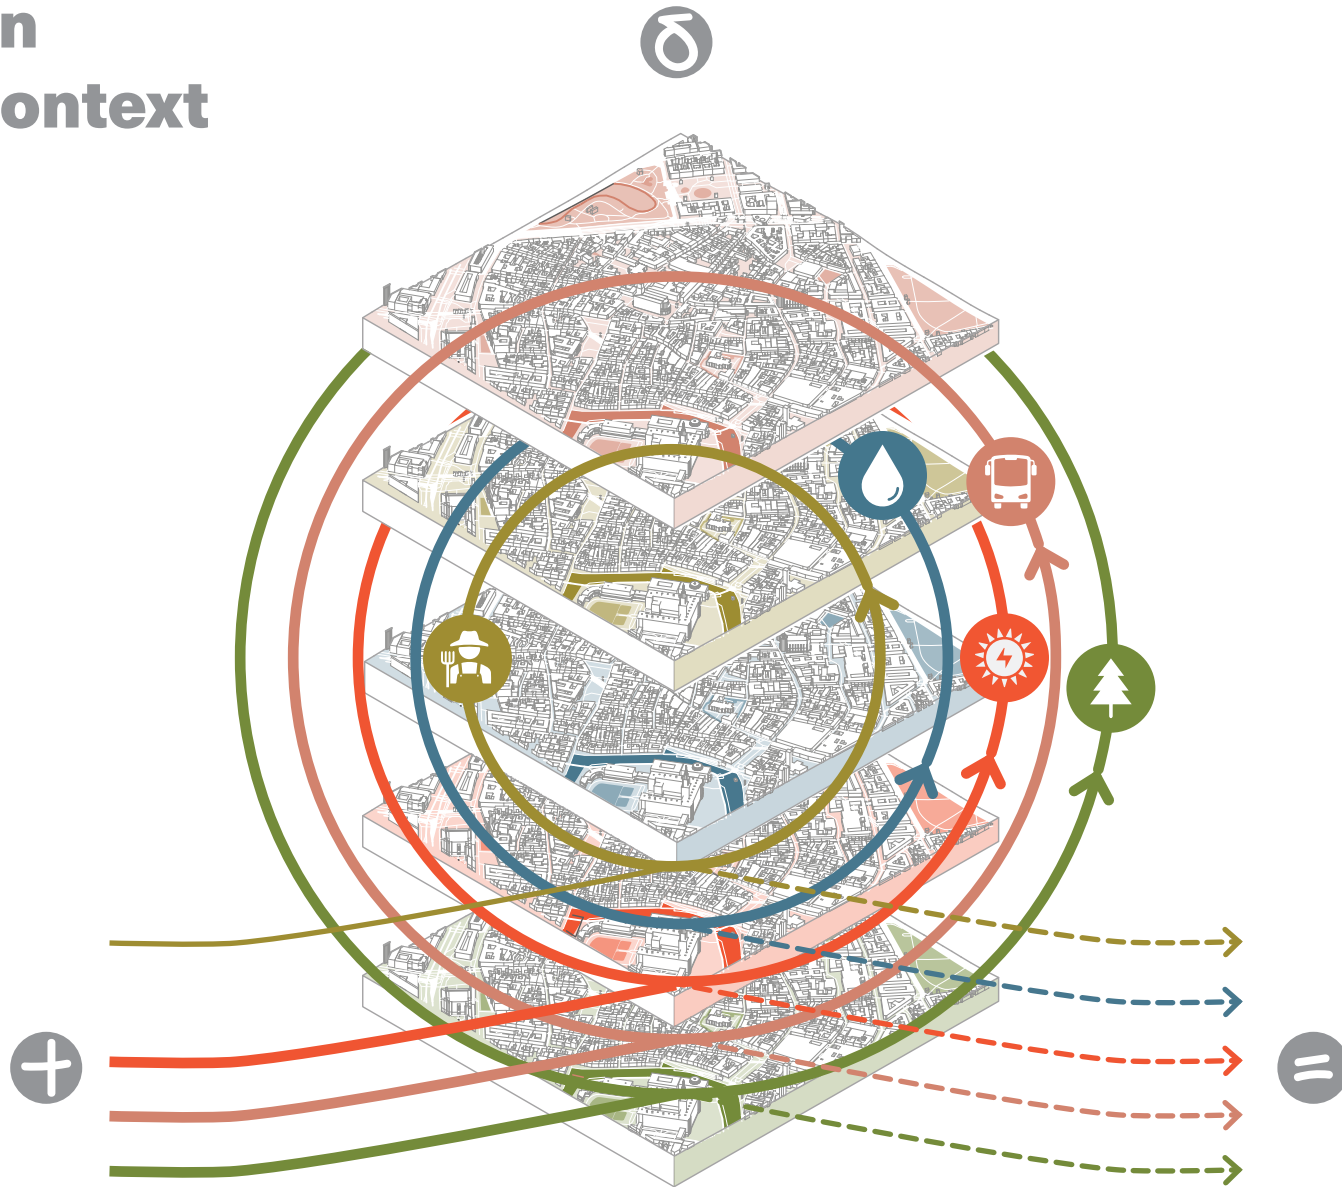 n
ontext
δ
+
=